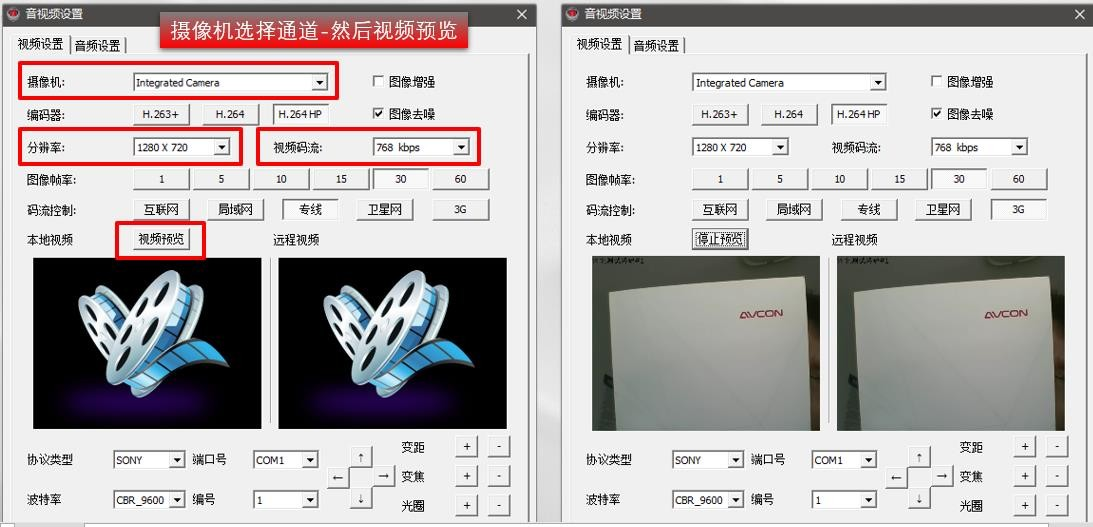 音视频设置
摄像机选择通道-然后视频预览
视频设置 音频设置
摄像机: Integrated Camera 图像增强
编码器: H.263+ H.264 H.264 HP 图像去噪
分辨率: 1280 X 720 视频码流: 768 kbps
图像帧率: 1 5 10 15 30 60
码流控制: 互联网 局域网 专线 卫星网 3G
本地视频 视频预览 远程视频
协议类型 SONY 端口号 COM1 ↑ 变距 + -
← → 变焦 + -
波特率 CBR_9600 编号 1 ↓ 光圈 + -
音视频设置
视频设置 音频设置
摄像机: Integrated Camera 图像增强
编码器: H.263+ H.264 H.264 HP 图像去噪
分辨率: 1280 X 720 视频码流: 768 kbps
图像帧率: 1 5 10 15 30 60
码流控制: 互联网 局域网 专线 卫星网 3G
本地视频 停止预览 远程视频
AVCON AVCON
协议类型 SONY 端口号 COM1 ↑ 变距 + -
← → 变焦 + -
波特率 CBR_9600 编号 1 ↓ 光圈 + -